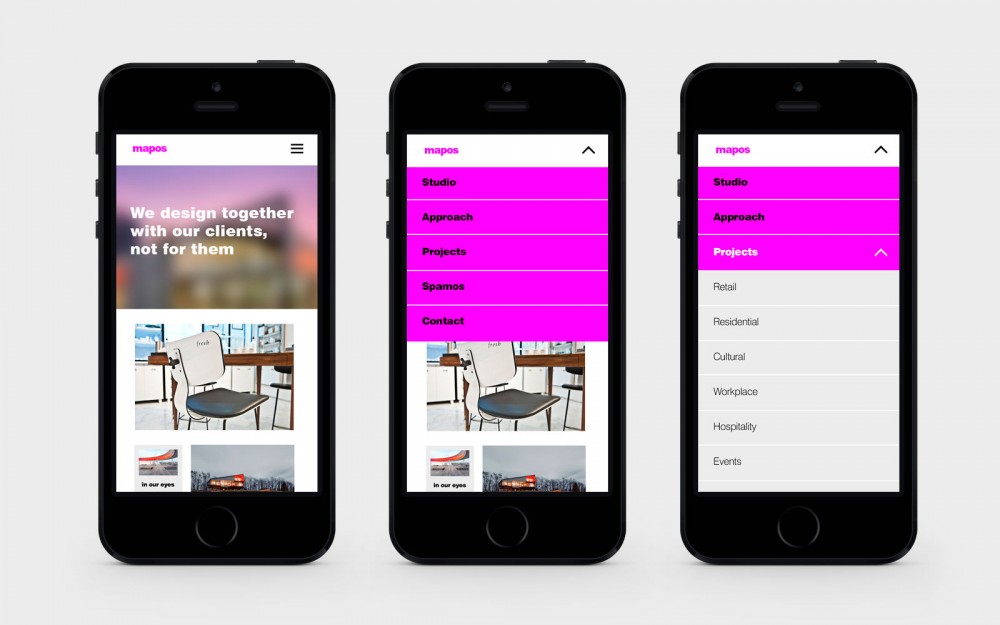 mapos
We design together
with our clients,
not for them
fresh
in our eyes
mapos
Studio
Approach
Projects
Spamos
Contact
fresh
in our eyes
mapos
Studio
Approach
Projects
Retail
Residential
Cultural
Workplace
Hospitality
Events